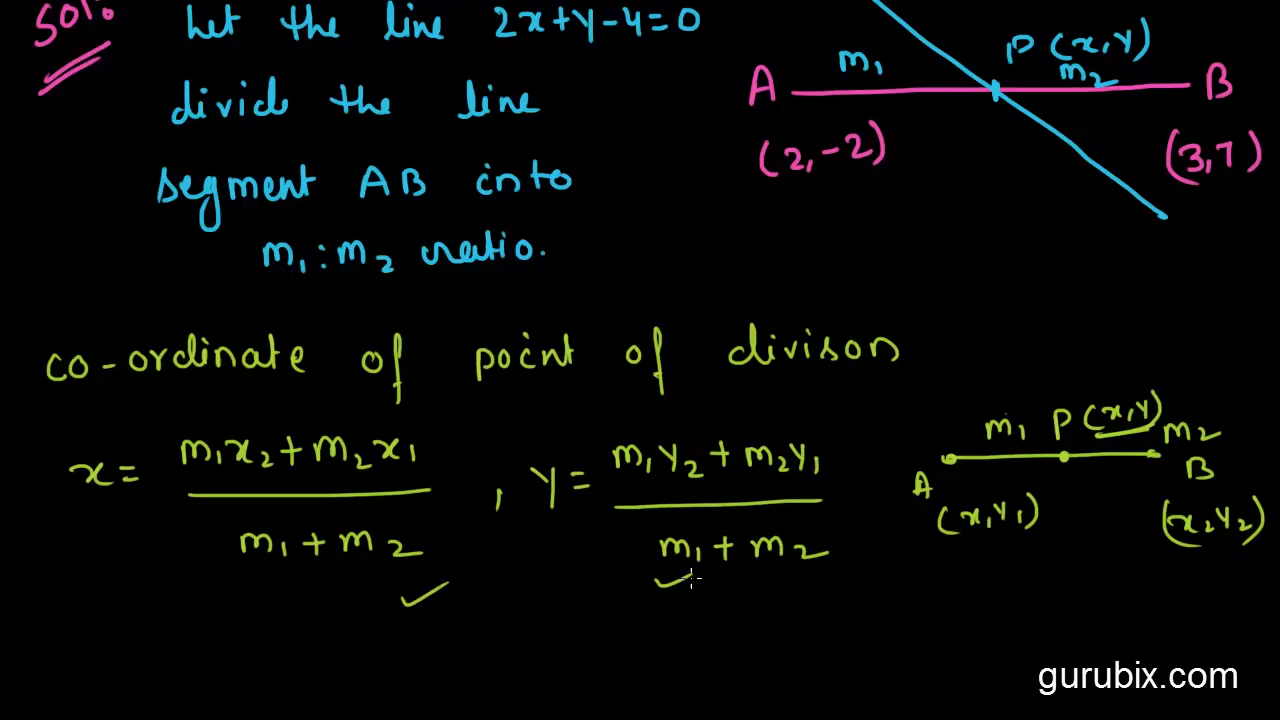 Soln.
Let the line 2x+y-4=0
divide the line
segment AB into
m₁:m₂ ratio.
A m₁ P(x,y) m₂ B
(2,-2) (3,7)
co-ordinate of point of divison
x= m₁x₂+m₂x₁ / m₁+m₂ , y= m₁y₂+m₂y₁ / m₁+m₂
m₁ P(x,y) m₂
A B
(x,y₁) (x₂y₂)
gurubix.com